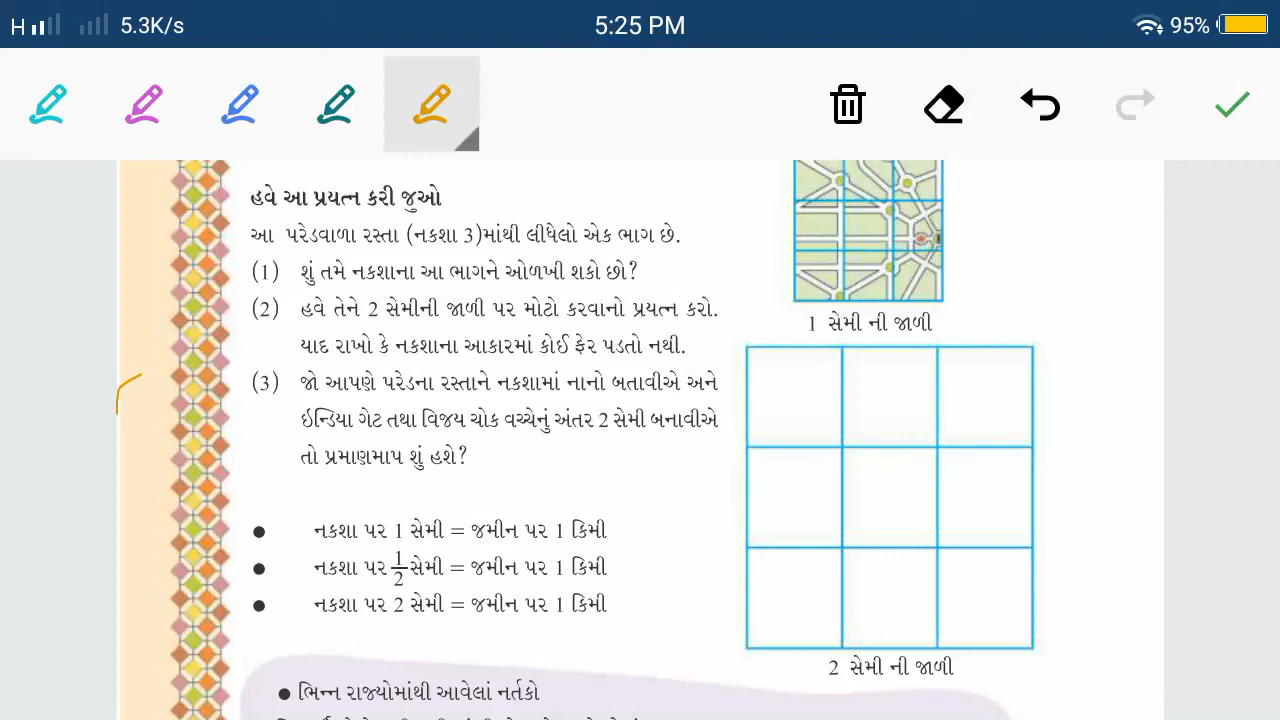 H 5.3K/s 5:25 PM 95%
હવે આ પ્રયત્ન કરી જુઓ
આ પરેડવાળા રસ્તા (નકશા 3)માંથી લીધેલો એક ભાગ છે.
(1) શું તમે નકશાના આ ભાગને ઓળખી શકો છો?
(2) હવે તેને 2 સેમીની જાળી પર મોટો કરવાનો પ્રયત્ન કરો.
યાદ રાખો કે નકશાના આકારમાં કોઈ ફેર પડતો નથી.
(3) જો આપણે પરેડના રસ્તાને નકશામાં નાનો બતાવીએ અને
ઇન્ડિયા ગેટ તથા વિજય ચોક વચ્ચેનું અંતર 2 સેમી બનાવીએ
તો પ્રમાણમાપ શું હશે?
● નકશા પર 1 સેમી = જમીન પર 1 કિમી
● નકશા પર 1/2 સેમી = જમીન પર 1 કિમી
● નકશા પર 2 સેમી = જમીન પર 1 કિમી
1 સેમી ની જાળી
2 સેમી ની જાળી
● ભિન્ન રાજ્યોમાંથી આવેલાં નર્તકો